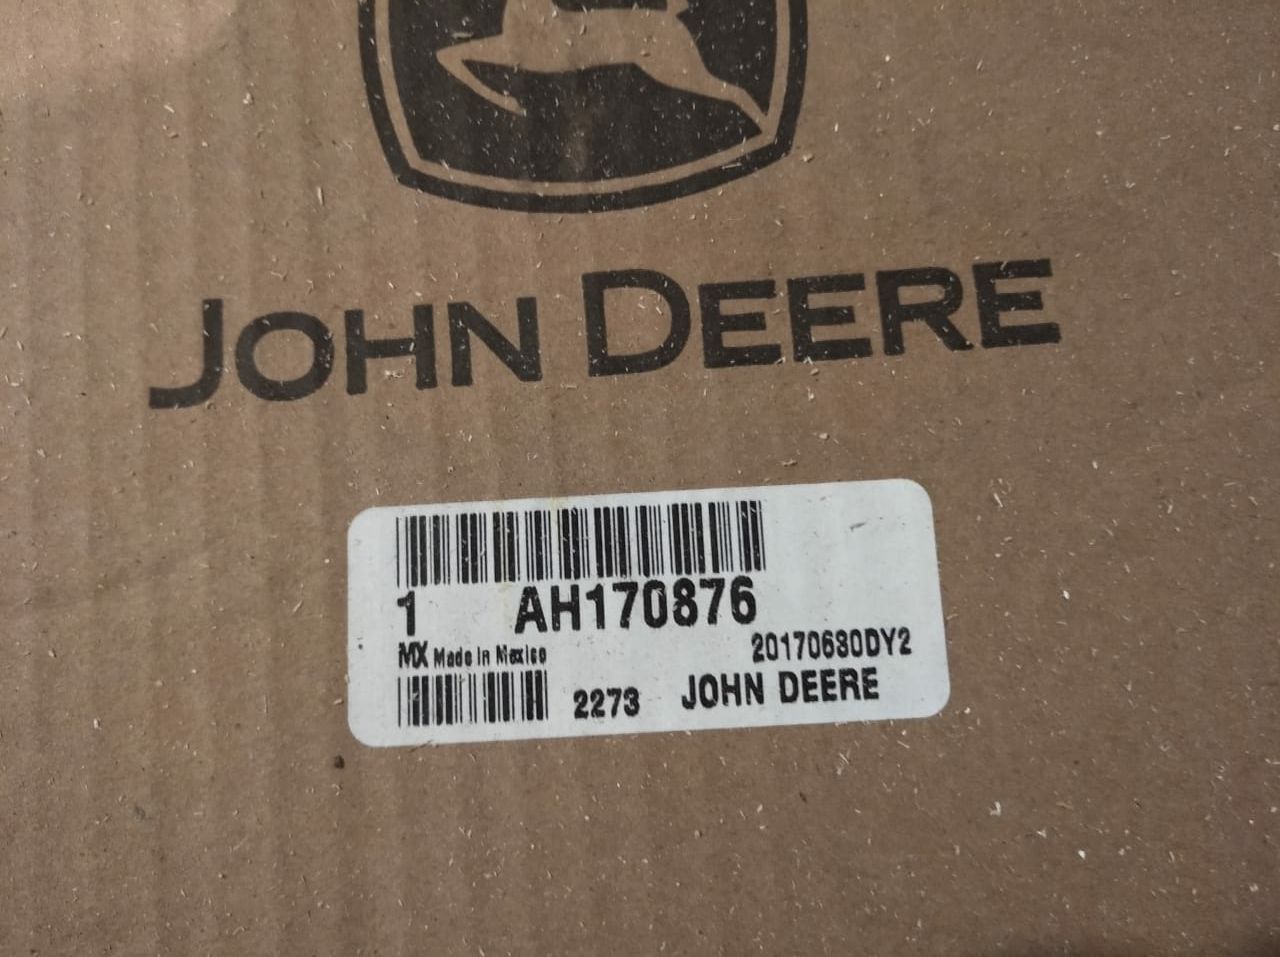 JOHN DEERE
1 AH170876
MX Made In Mexico
20170630DY2
2273 JOHN DEERE